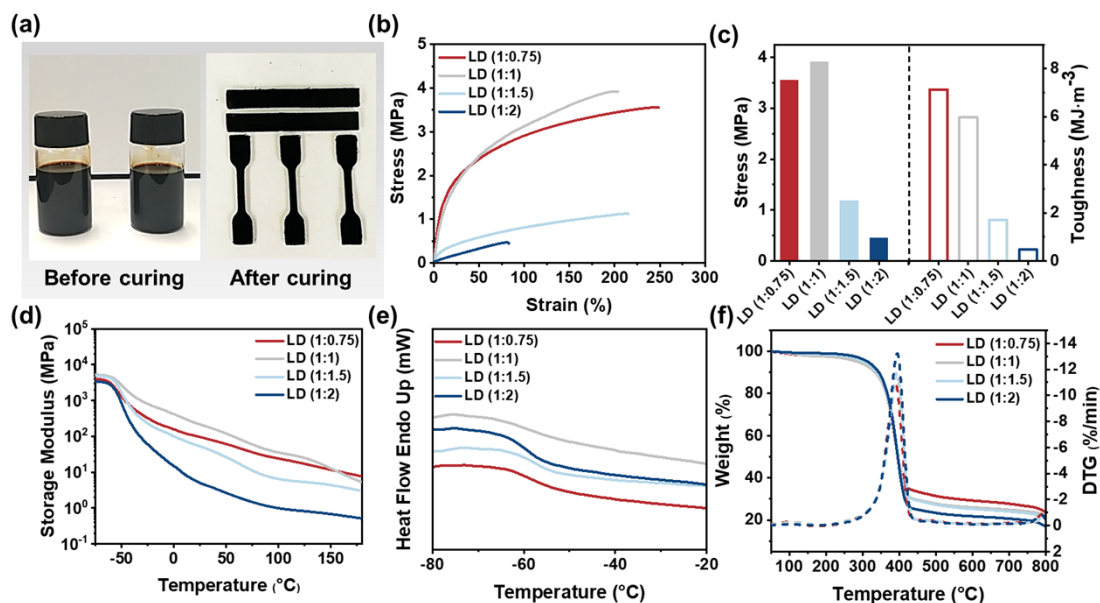 (a)
Before curing
After curing
(b)
Stress (MPa)
5
4
3
2
1
0
LD (1:0.75)
LD (1:1)
LD (1:1.5)
LD (1:2)
0
50
100
150
200
250
300
Strain (%)
(c)
Stress (MPa)
4
3
2
1
0
LD (1:0.75)
LD (1:1)
LD (1:1.5)
LD (1:2)
LD (1:0.75)
LD (1:1)
LD (1:1.5)
LD (1:2)
8
6
4
2
0
Toughness (MJ·m⁻³)
(d)
Storage Modulus (MPa)
10⁵
10⁴
10³
10²
10¹
10⁰
10⁻¹
LD (1:0.75)
LD (1:1)
LD (1:1.5)
LD (1:2)
-50
0
50
100
150
Temperature (°C)
(e)
Heat Flow Endo Up (mW)
LD (1:0.75)
LD (1:1)
LD (1:1.5)
LD (1:2)
-80
-60
-40
-20
Temperature (°C)
(f)
Weight (%)
100
80
60
40
20
LD (1:0.75)
LD (1:1)
LD (1:1.5)
LD (1:2)
100
200
300
400
500
600
700
800
Temperature (°C)
-14
-12
-10
-8
-6
-4
-2
0
2
DTG (%/min)